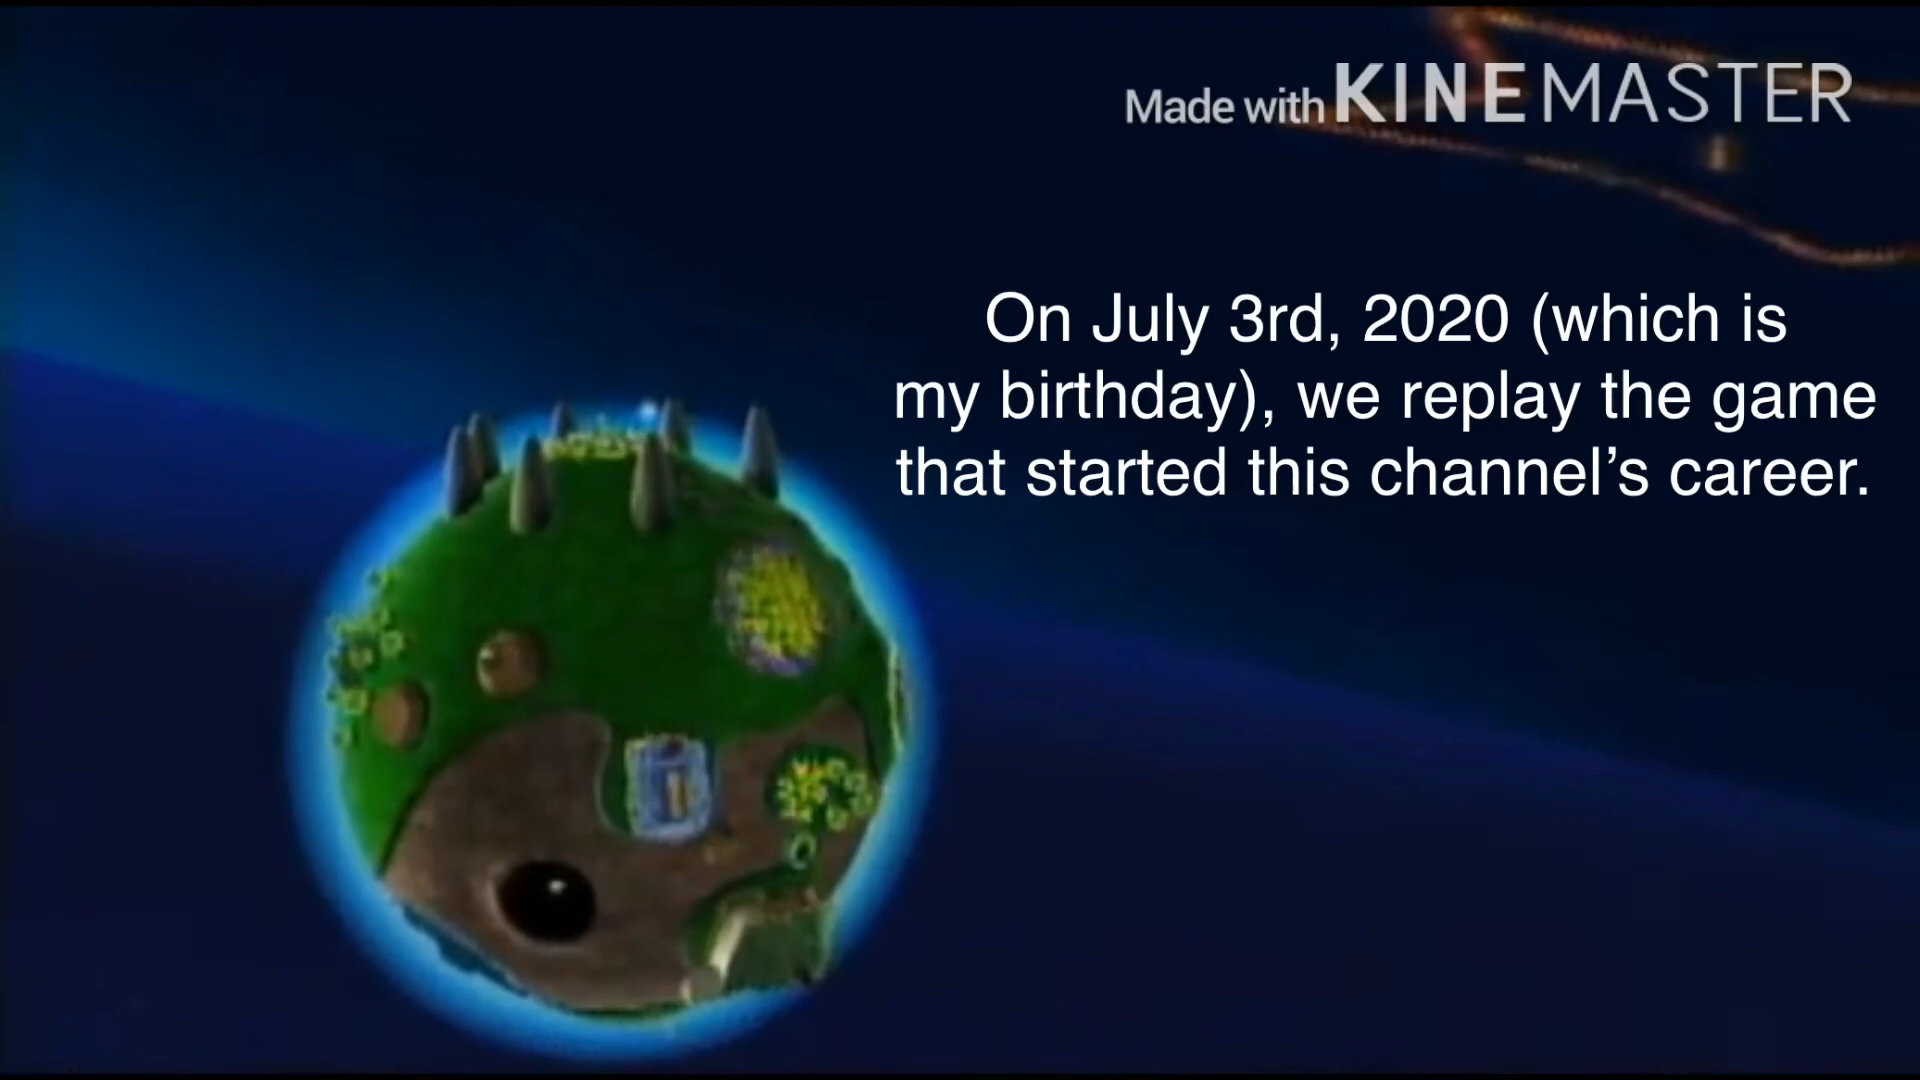 Made with KINEMASTER
On July 3rd, 2020 (which is
my birthday), we replay the game
that started this channel’s career.